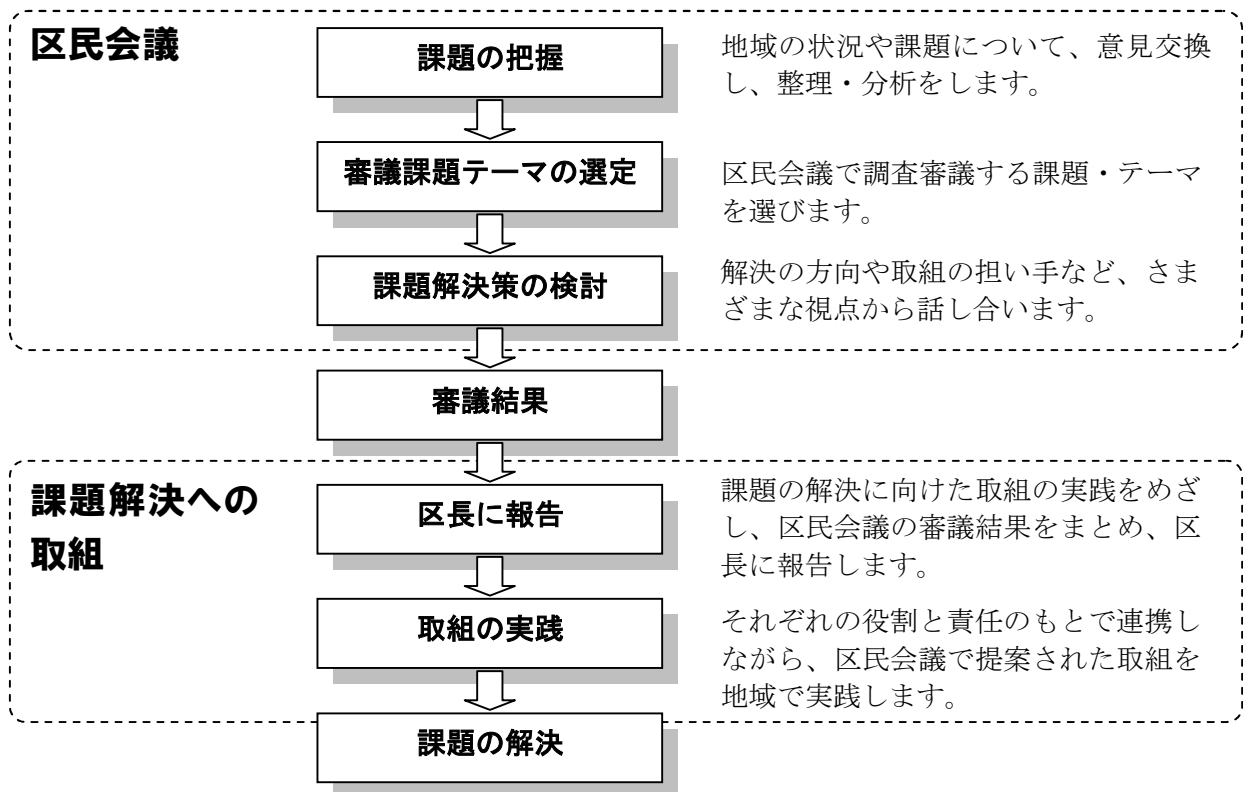 区民会議
課題の把握
地域の状況や課題について、意見交換
し、整理・分析をします。
審議課題テーマの選定
区民会議で調査審議する課題・テーマ
を選びます。
課題解決策の検討
解決の方向や取組の担い手など、さま
ざまな視点から話し合います。
審議結果
課題解決への
取組
区長に報告
課題の解決に向けた取組の実践をめざ
し、区民会議の審議結果をまとめ、区
長に報告します。
取組の実践
それぞれの役割と責任のもとで連携し
ながら、区民会議で提案された取組を
地域で実践します。
課題の解決